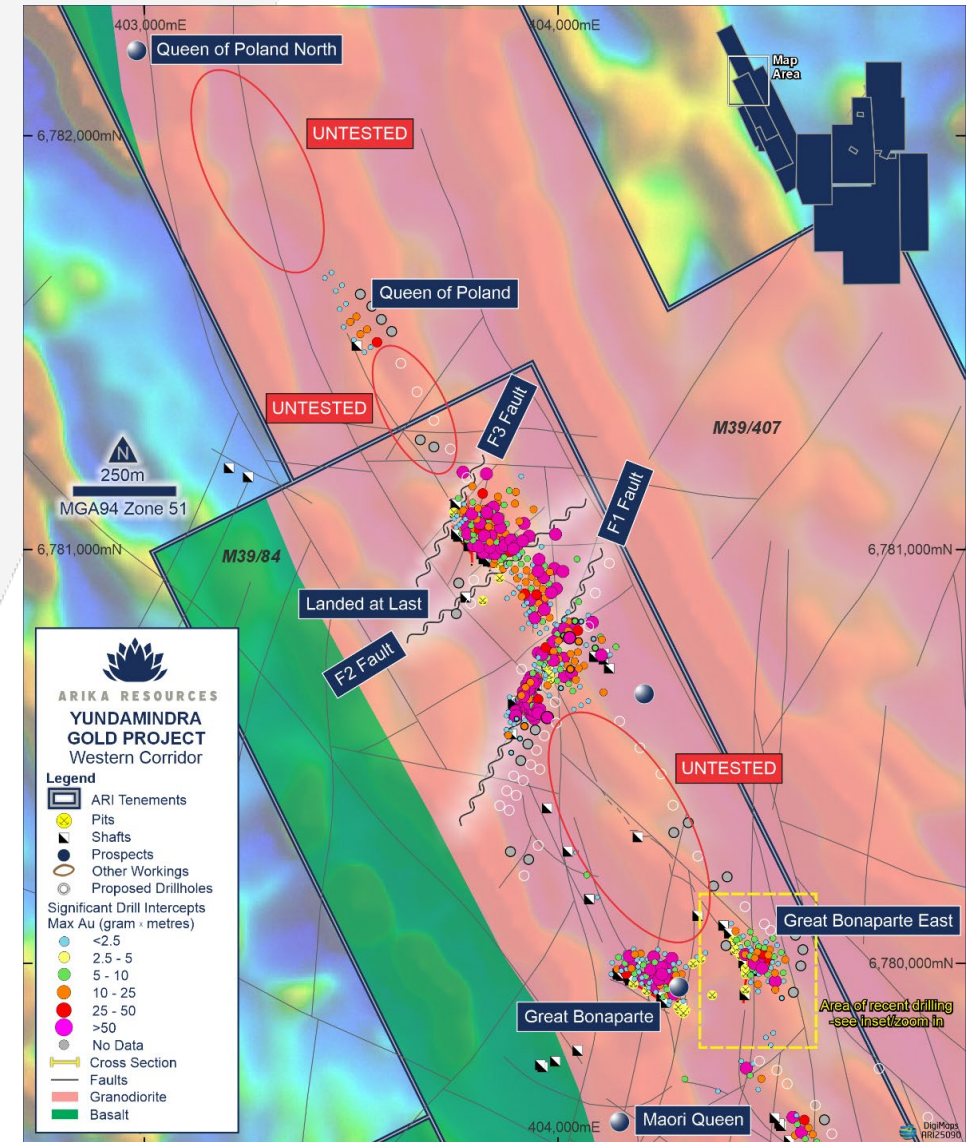 403,000mE
404,000mE
Queen of Poland North
Map
Area
6,782,000mN
UNTESTED
Queen of Poland
UNTESTED
F3 Fault
M39/407
N
250m
MGA94 Zone 51
F1 Fault
6,781,000mN
6,781,000mN
M39/84
Landed at Last
F2 Fault
UNTESTED
ARIKA RESOURCES
YUNDAMINDRA
GOLD PROJECT
Western Corridor
Legend
ARI Tenements
Pits
Shafts
Prospects
Other Workings
Proposed Drillholes
Significant Drill Intercepts
Max Au (gram x metres)
<2.5
2.5 - 5
5 - 10
10 - 25
25 - 50
>50
No Data
Cross Section
Faults
Granodiorite
Basalt
Great Bonaparte East
6,780,000mN
Area of recent drilling
-see inset/zoom in
Great Bonaparte
Maori Queen
404,000mE
DigiMaps
ARI25090